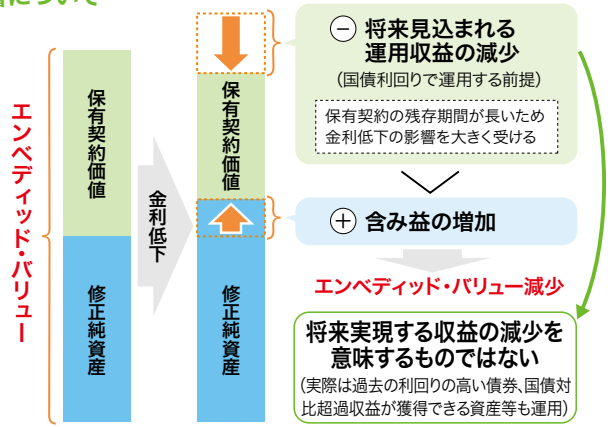 について
エンベディッド・バリュー
保有契約価値
修正純資産
金利低下
保有契約価値
修正純資産
− 将来見込まれる
運用収益の減少
（国債利回りで運用する前提）
保有契約の残存期間が長いため
金利低下の影響を大きく受ける
＋ 含み益の増加
エンベディッド・バリュー減少
将来実現する収益の減少を
意味するものではない
（実際は過去の利回りの高い債券、国債対
比超過収益が獲得できる資産等も運用）